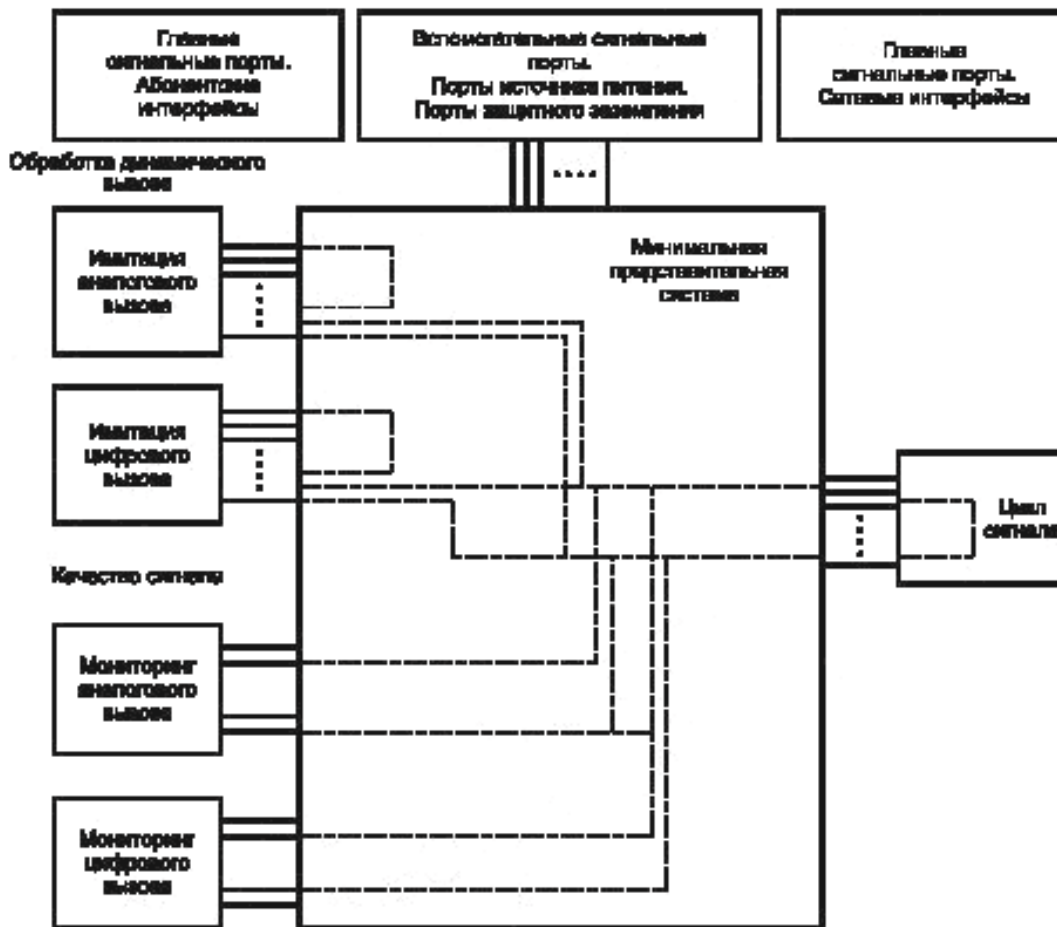 Главные
сигнальные порты.
Абонентские
интерфейсы
Вспомогательные сигнальные
порты.
Порты источника питания.
Порты защитного заземления
Главные
сигнальные порты.
Сетевые интерфейсы
Обработка динамического
вызова
Имитация
аналогового
вызова
Минимальная
представительная
система
Имитация
цифрового
вызова
Цикл
сигнала
Качество сигнала
Мониторинг
аналогового
вызова
Мониторинг
цифрового
вызова